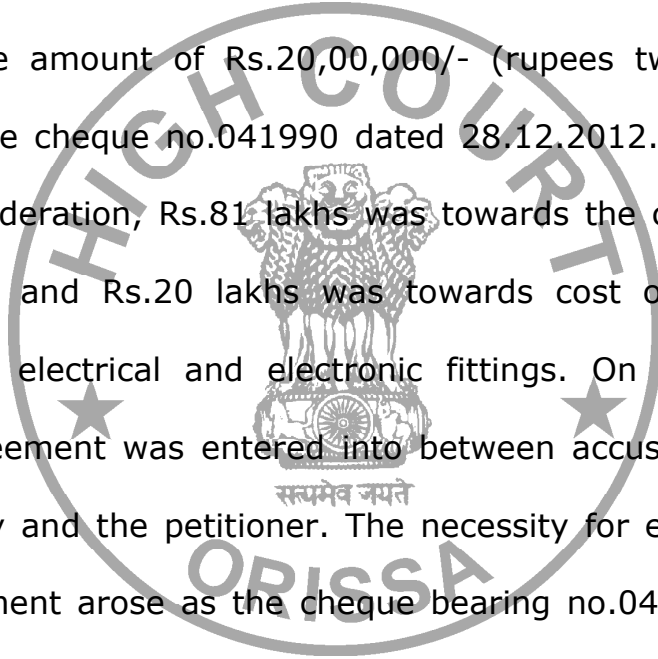 e amount of Rs.20,00,000/- (rupees tw
e cheque no.041990 dated 28.12.2012.
deration, Rs.81 lakhs was towards the c
and Rs.20 lakhs was towards cost o
electrical and electronic fittings. On
eement was entered into between accus
y and the petitioner. The necessity for e
ment arose as the cheque bearing no.04
HIGH COURT
सत्यमेव जयते
ORISSA